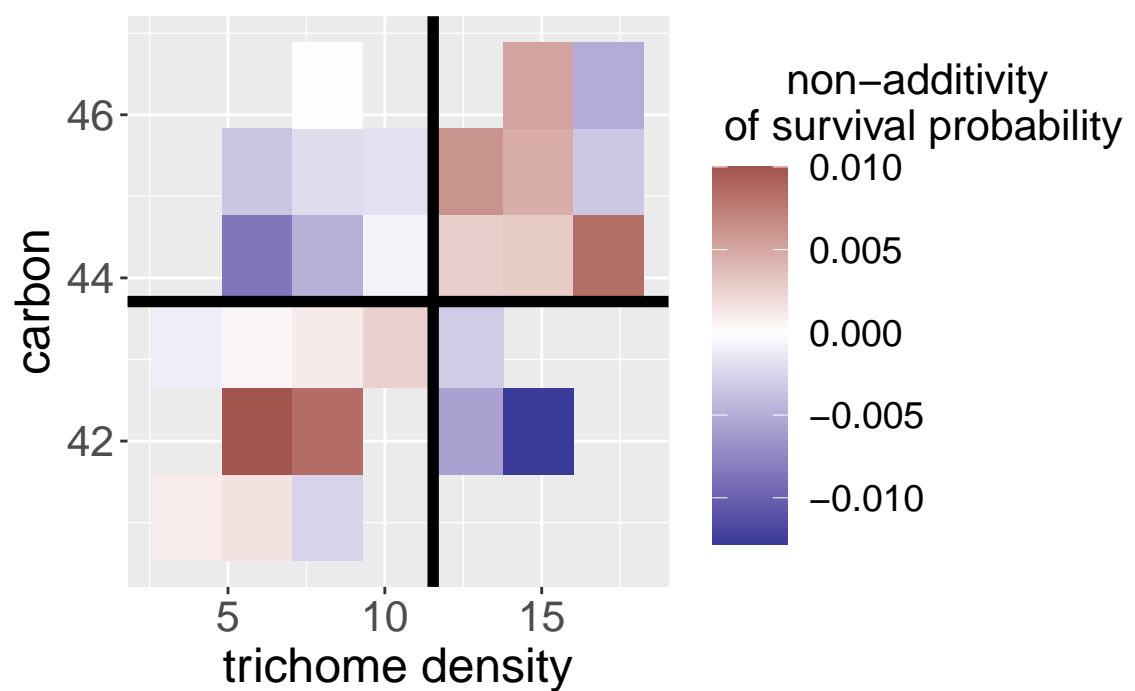 non−additivity
of survival probability
0.010
0.005
0.000
−0.005
−0.010
46
44
42
carbon
5 10 15
trichome density